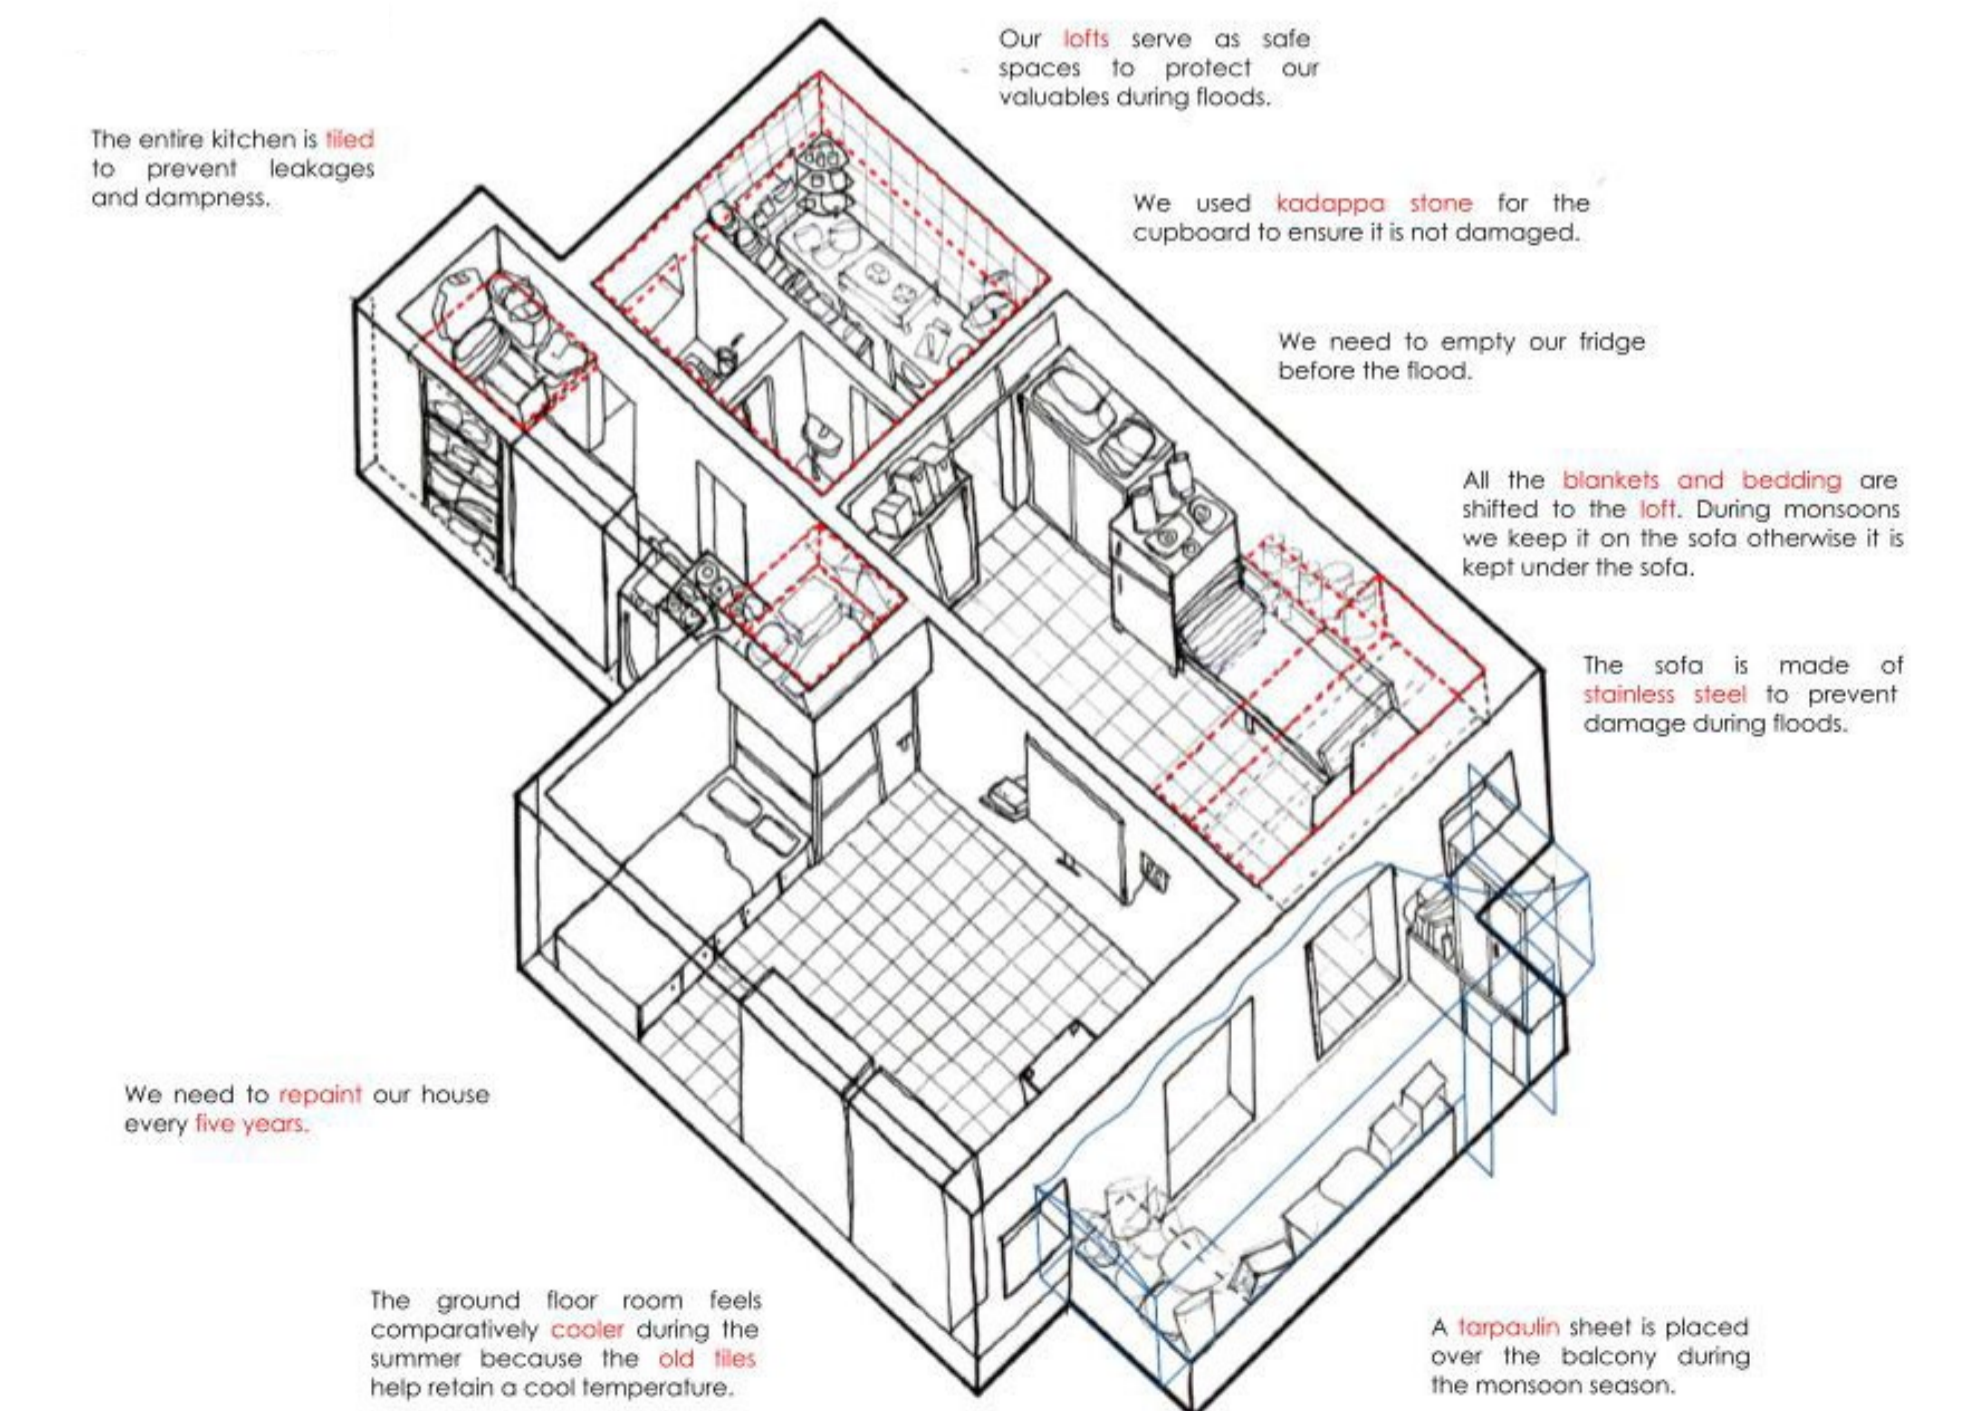 Our lofts serve as safe
spaces to protect our
valuables during floods.
The entire kitchen is tiled
to prevent leakages
and dampness.
We used kadappa stone for the
cupboard to ensure it is not damaged.
We need to empty our fridge
before the flood.
All the blankets and bedding are
shifted to the loft. During monsoons
we keep it on the sofa otherwise it is
kept under the sofa.
The sofa is made of
stainless steel to prevent
damage during floods.
We need to repaint our house
every five years.
The ground floor room feels
comparatively cooler during the
summer because the old tiles
help retain a cool temperature.
A tarpaulin sheet is placed
over the balcony during
the monsoon season.